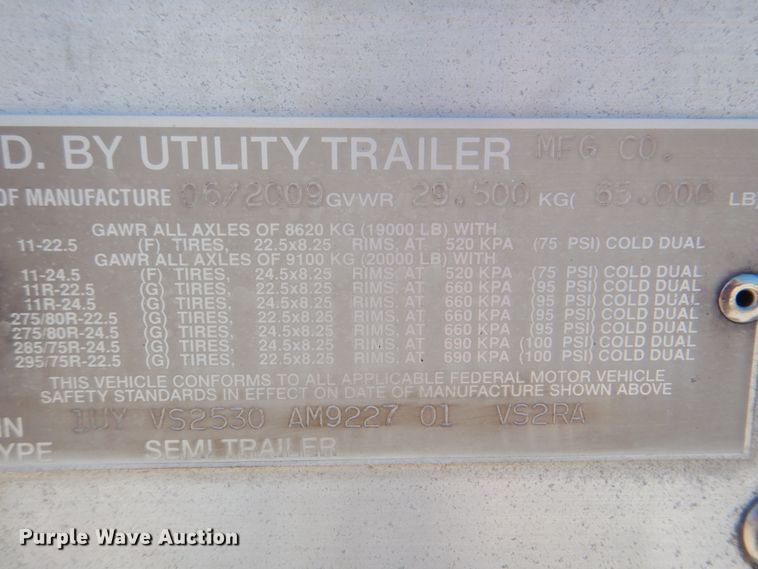 D. BY UTILITY TRAILER MFG CO.
OF MANUFACTURE 06/2009 GVWR 29.500 KG( 65.000 LB)
GAWR ALL AXLES OF 8620 KG (19000 LB) WITH
11-22.5 (F) TIRES, 22.5x8.25 RIMS, AT 520 KPA (75 PSI) COLD DUAL
GAWR ALL AXLES OF 9100 KG (20000 LB) WITH
11-24.5 (F) TIRES, 24.5x8.25 RIMS, AT 520 KPA (75 PSI) COLD DUAL
11R-22.5 (G) TIRES, 22.5x8.25 RIMS, AT 660 KPA (95 PSI) COLD DUAL
11R-24.5 (G) TIRES, 24.5x8.25 RIMS, AT 660 KPA (95 PSI) COLD DUAL
275/80R-22.5 (G) TIRES, 22.5x8.25 RIMS, AT 660 KPA (95 PSI) COLD DUAL
275/80R-24.5 (G) TIRES, 24.5x8.25 RIMS, AT 660 KPA (95 PSI) COLD DUAL
285/75R-24.5 (G) TIRES, 24.5x8.25 RIMS, AT 690 KPA (100 PSI) COLD DUAL
295/75R-22.5 (G) TIRES, 22.5x8.25 RIMS, AT 690 KPA (100 PSI) COLD DUAL
THIS VEHICLE CONFORMS TO ALL APPLICABLE FEDERAL MOTOR VEHICLE
SAFETY STANDARDS IN EFFECT ON DATE OF MANUFACTURE SHOWN ABOVE
IN 1UY VS2530 AM9227 01 VS2RA
YPE SEMI TRAILER
Purple Wave Auction
purplewave.com